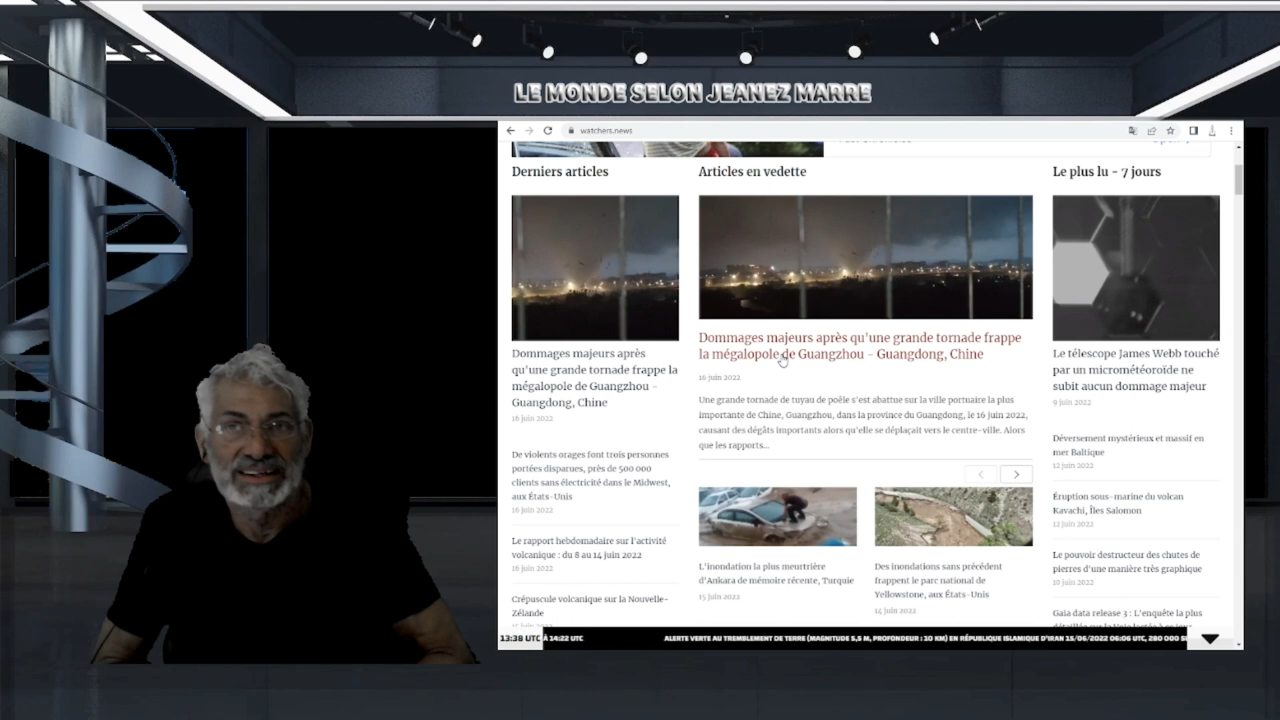 LE MONDE SELON JEANEZ MARRE
watchers.news
Derniers articles
Dommages majeurs après
qu'une grande tornade frappe la
mégalopole de Guangzhou -
Guangdong, Chine
16 juin 2022
De violents orages font trois personnes
portées disparues, près de 500 000
clients sans électricité dans le Midwest,
aux États-Unis
16 juin 2022
Le rapport hebdomadaire sur l'activité
volcanique : du 8 au 14 juin 2022
16 juin 2022
Crépuscule volcanique sur la Nouvelle-
Zélande
Articles en vedette
Dommages majeurs après qu'une grande tornade frappe
la mégalopole de Guangzhou - Guangdong, Chine
16 juin 2022
Une grande tornade de tuyau de poêle s'est abattue sur la ville portuaire la plus
importante de Chine, Guangzhou, dans la province du Guangdong, le 16 juin 2022,
causant des dégâts importants alors qu'elle se déplaçait vers le centre-ville. Alors
que les rapports...
L'inondation la plus meurtrière
d'Ankara de mémoire récente, Turquie
15 juin 2022
Des inondations sans précédent
frappent le parc national de
Yellowstone, aux États-Unis
14 juin 2022
Le plus lu - 7 jours
Le télescope James Webb touché
par un micrométéoroïde ne
subit aucun dommage majeur
9 juin 2022
Déversement mystérieux et massif en
mer Baltique
12 juin 2022
Éruption sous-marine du volcan
Kavachi, Îles Salomon
12 juin 2022
Le pouvoir destructeur des chutes de
pierres d'une manière très graphique
10 juin 2022
Gaia data release 3 : L'enquête la plus
13:38 UTC À 14:22 UTC ALERTE VERTE AU TREMBLEMENT DE TERRE (MAGNITUDE 5,5 M, PROFONDEUR : 10 KM) EN RÉPUBLIQUE ISLAMIQUE D'IRAN 15/06/2022 06:06 UTC, 280 000